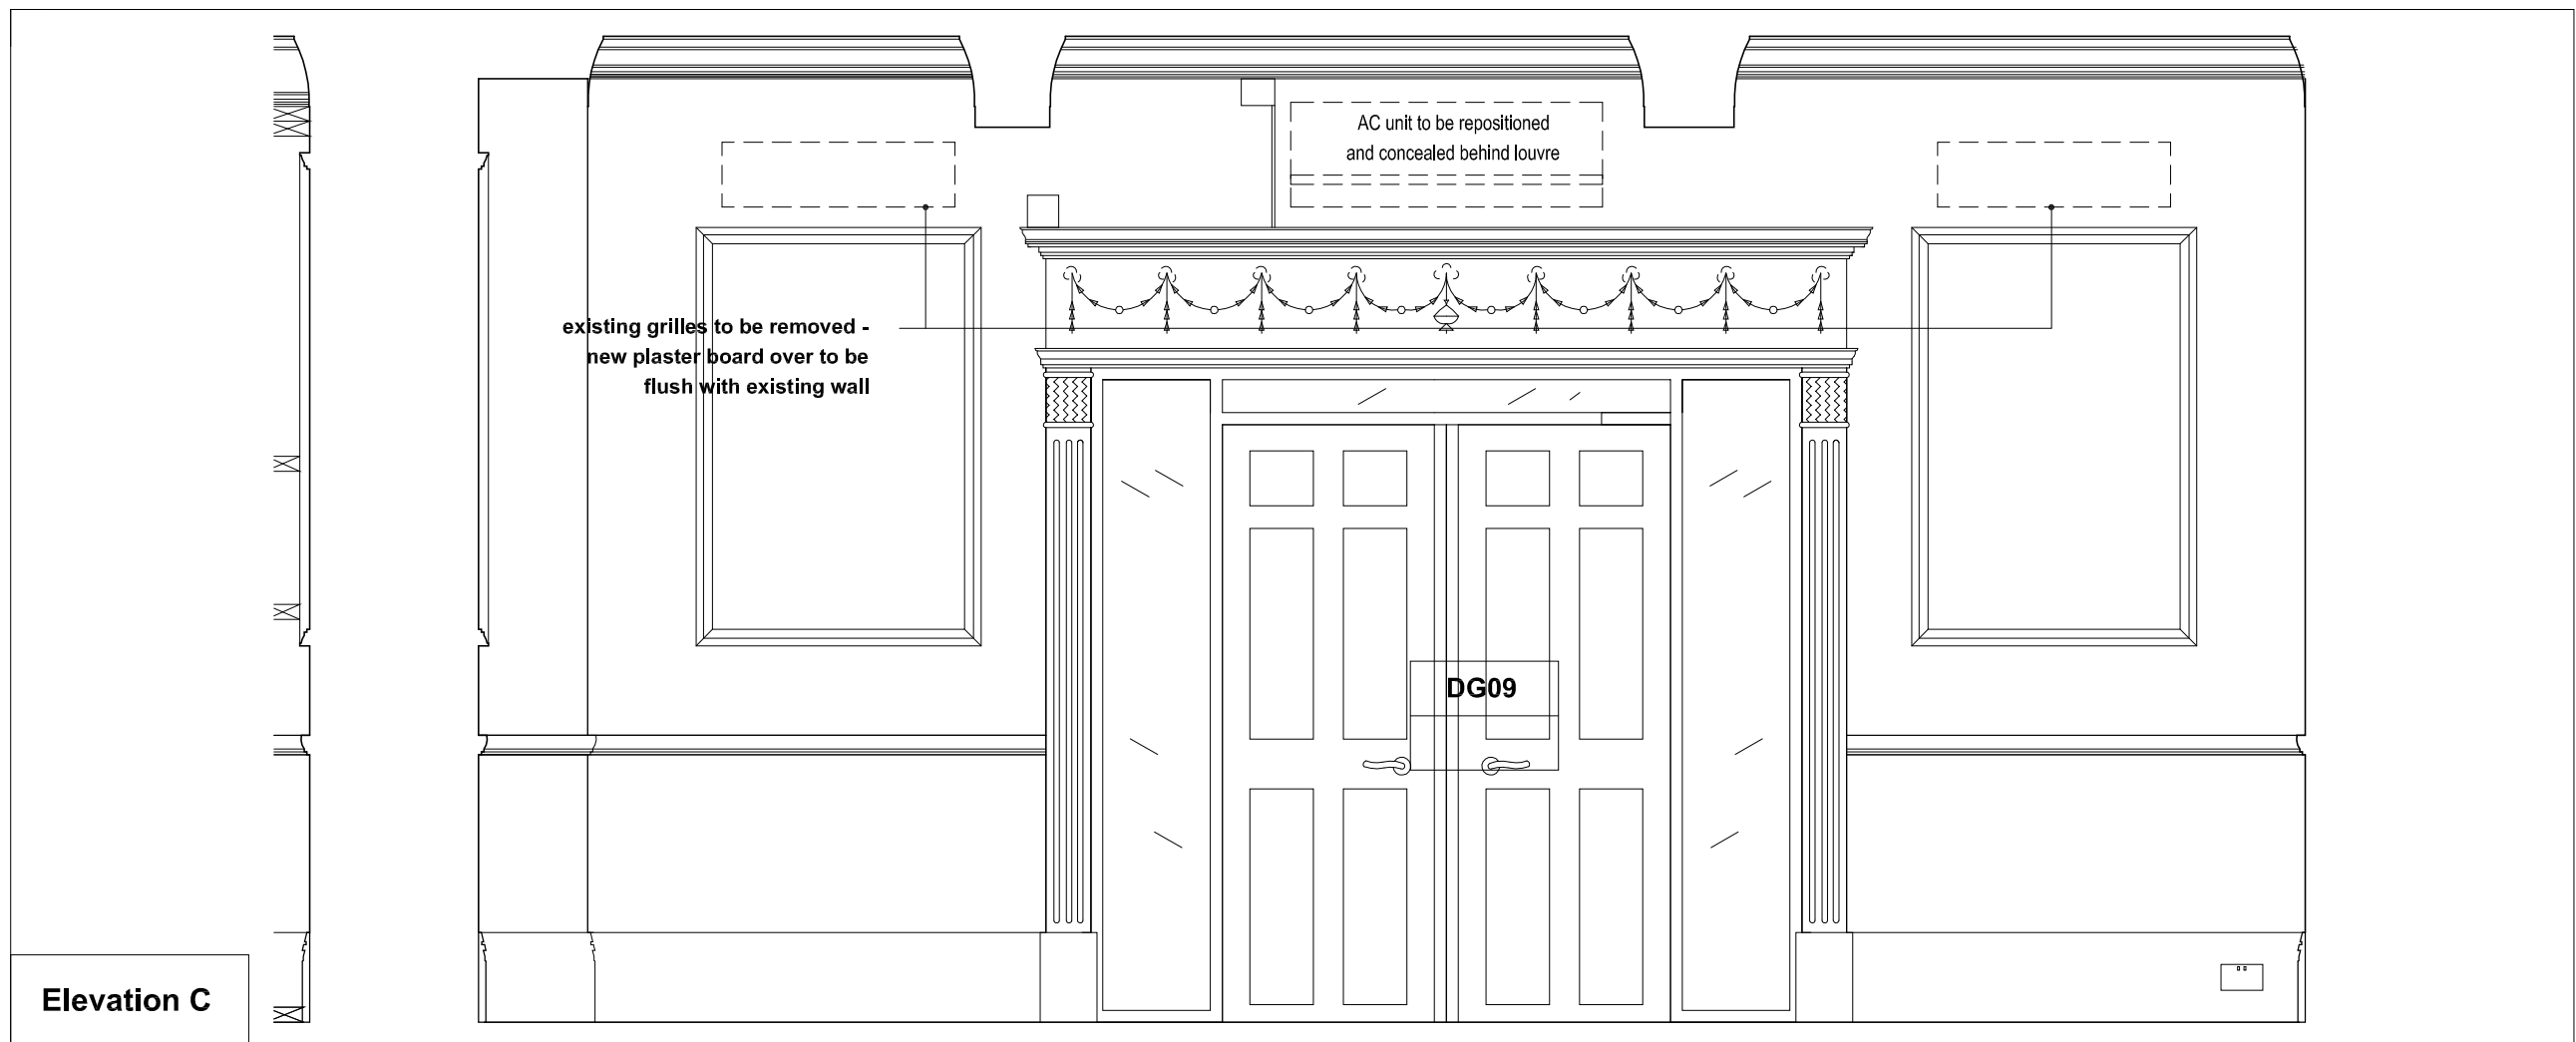 AC unit to be repositioned
and concealed behind louvre
existing grilles to be removed -
new plaster board over to be
flush with existing wall
DG09
Elevation C